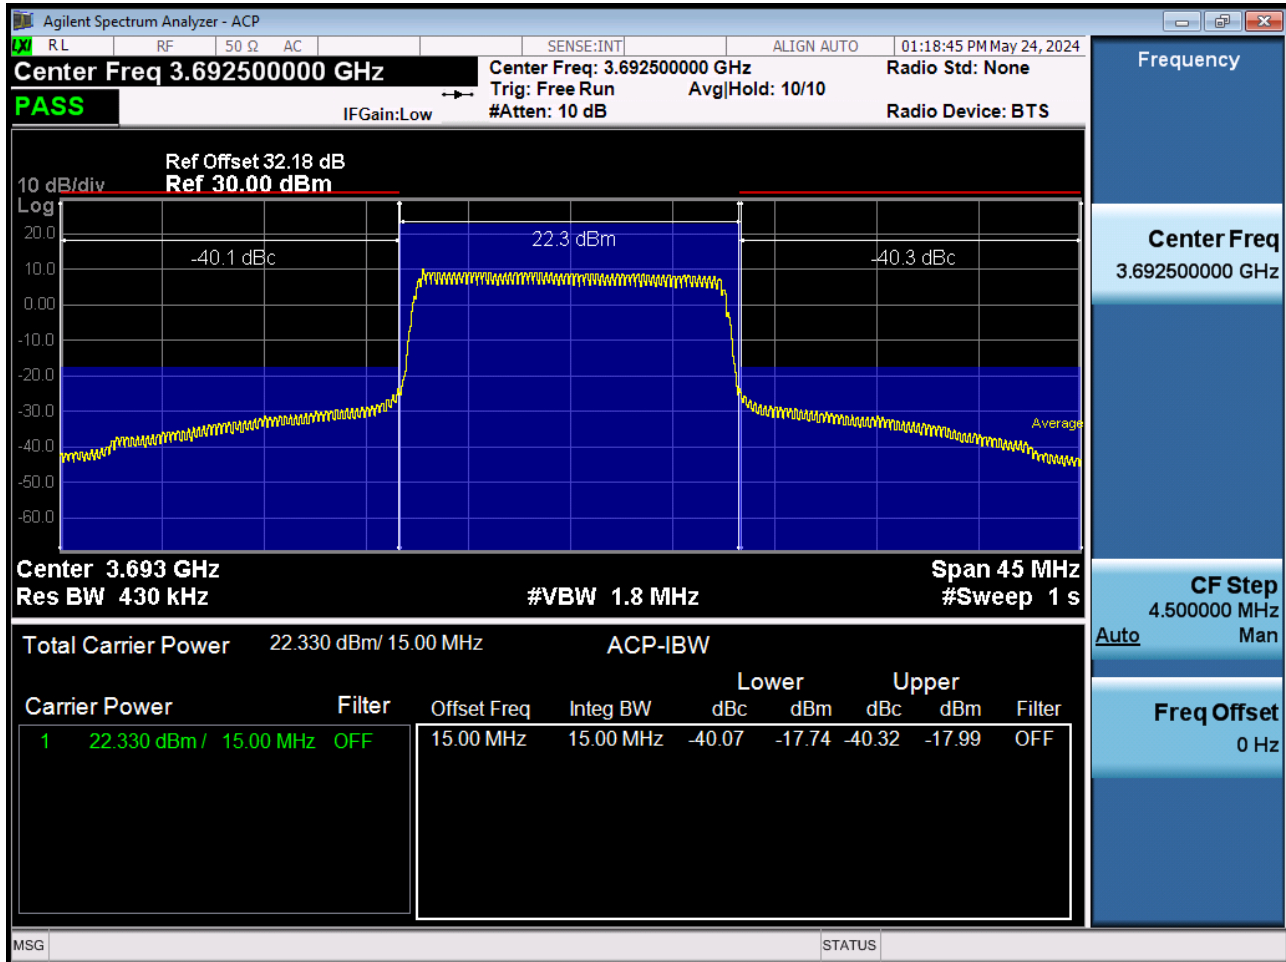 Agilent Spectrum Analyzer - ACP
LXI RL RF 50 Ω AC SENSE:INT ALIGN AUTO 01:18:45 PM May 24, 2024
Center Freq 3.692500000 GHz
Center Freq: 3.692500000 GHz
Radio Std: None
Trig: Free Run Avg|Hold: 10/10
PASS
IFGain:Low
#Atten: 10 dB
Radio Device: BTS
Ref Offset 32.18 dB
10 dB/div Ref 30.00 dBm
Log
20.0
10.0
0.00
-10.0
-20.0
-30.0
-40.0
-50.0
-60.0
-40.1 dBc
22.3 dBm
-40.3 dBc
Average
Center 3.693 GHz Span 45 MHz
Res BW 430 kHz #VBW 1.8 MHz #Sweep 1 s
Total Carrier Power 22.330 dBm/ 15.00 MHz ACP-IBW
Lower Upper
Carrier Power Filter Offset Freq Integ BW dBc dBm dBc dBm Filter
1 22.330 dBm / 15.00 MHz OFF 15.00 MHz 15.00 MHz -40.07 -17.74 -40.32 -17.99 OFF
MSG STATUS
Frequency
Center Freq
3.692500000 GHz
CF Step
4.500000 MHz
Auto Man
Freq Offset
0 Hz